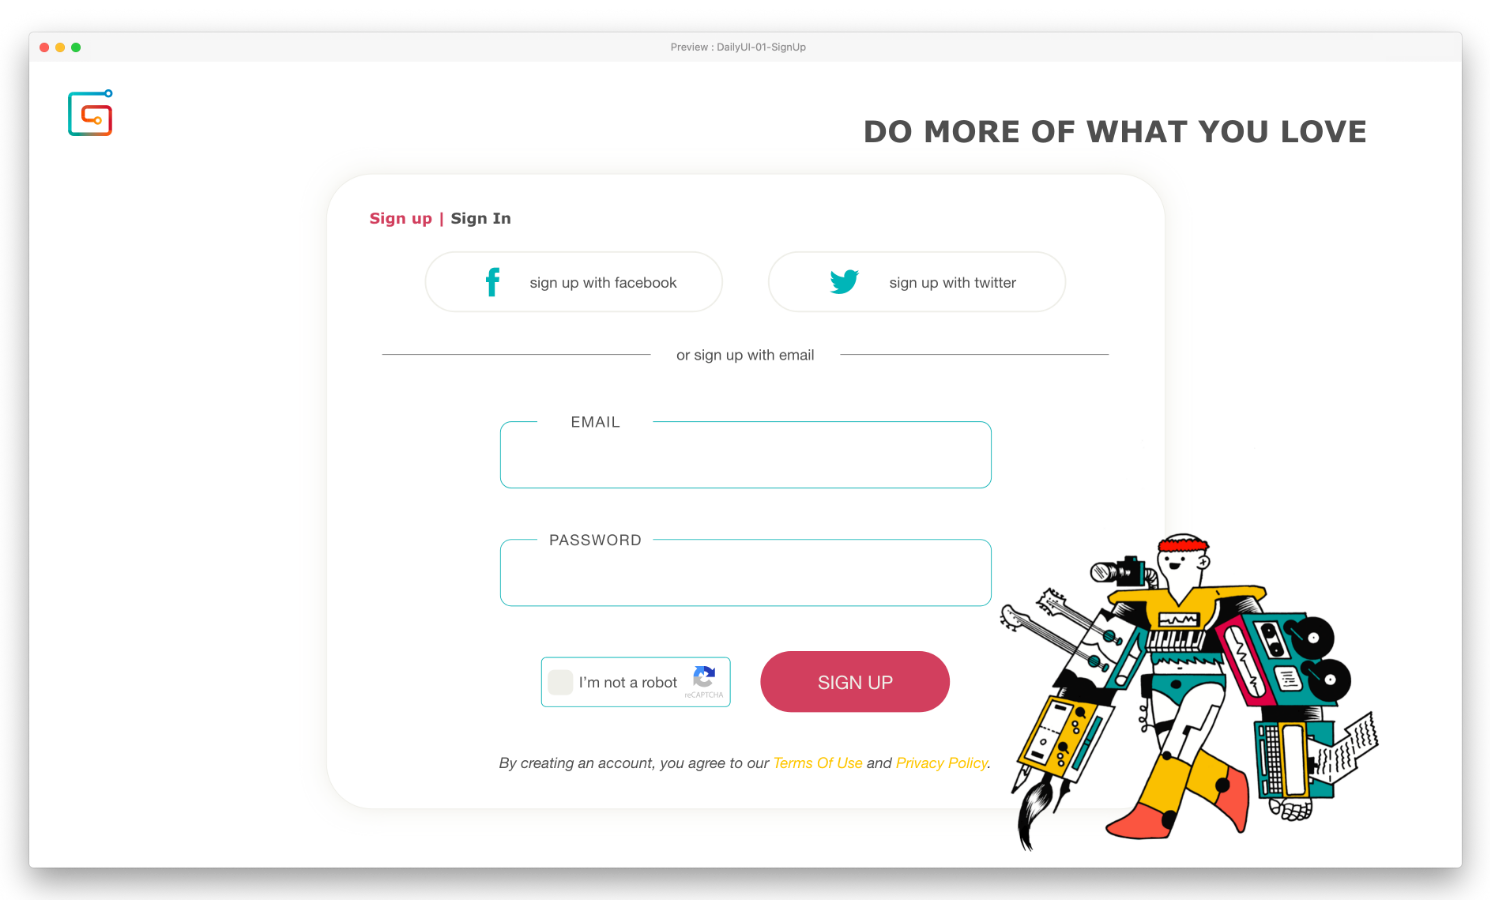 Preview : DailyUI-01-SignUp
DO MORE OF WHAT YOU LOVE
Sign up | Sign In
sign up with facebook
sign up with twitter
or sign up with email
EMAIL
PASSWORD
I'm not a robot
reCAPTCHA
SIGN UP
By creating an account, you agree to our Terms Of Use and Privacy Policy.